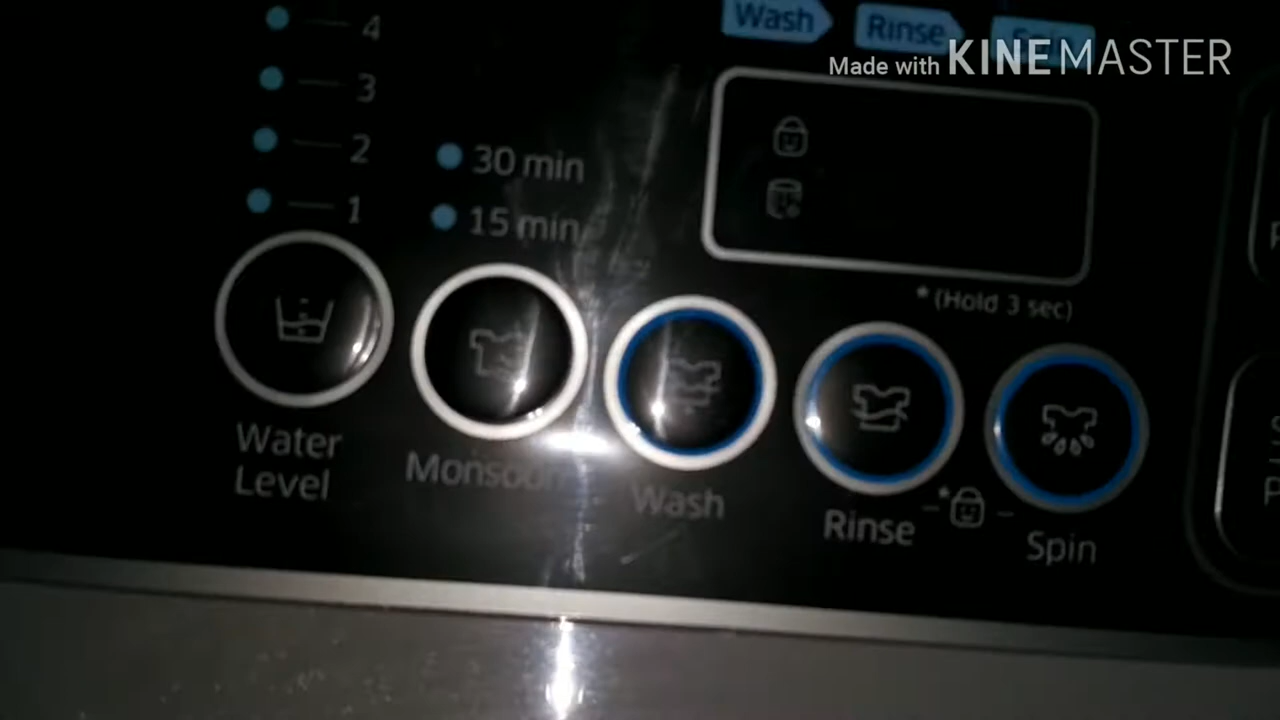 Wash Rinse Spin
Made with KINEMASTER
4
3
2
1
30 min
15 min
*(Hold 3 sec)
Water
Level
Monsoon
Wash
Rinse
*
Spin